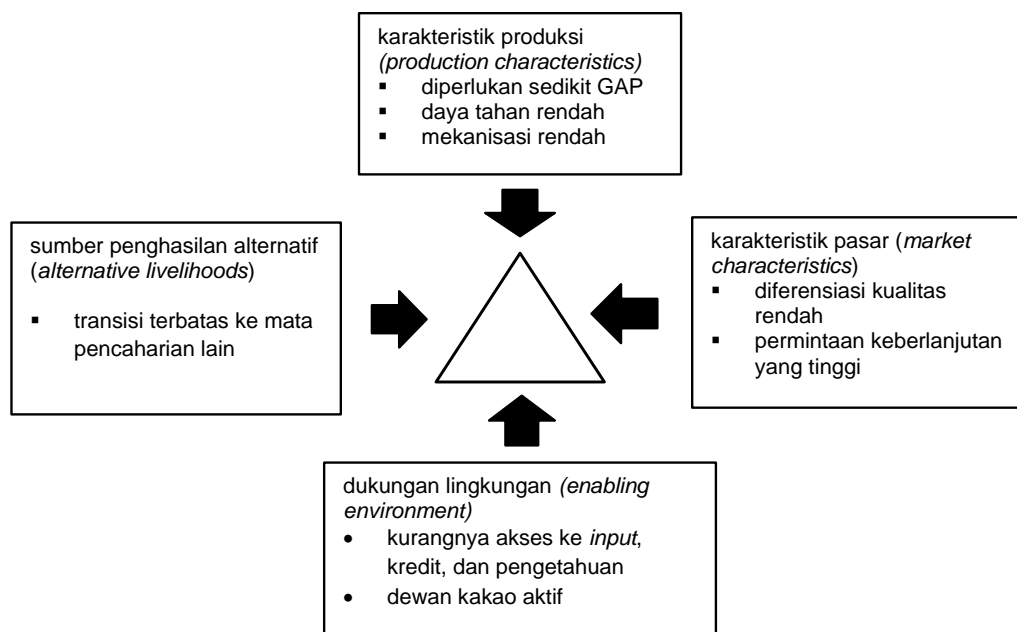 karakteristik produksi
(production characteristics)
▪ diperlukan sedikit GAP
▪ daya tahan rendah
▪ mekanisasi rendah
sumber penghasilan alternatif
(alternative livelihoods)
▪ transisi terbatas ke mata
pencaharian lain
karakteristik pasar (market
characteristics)
▪ diferensiasi kualitas
rendah
▪ permintaan keberlanjutan
yang tinggi
dukungan lingkungan (enabling
environment)
• kurangnya akses ke input,
kredit, dan pengetahuan
• dewan kakao aktif